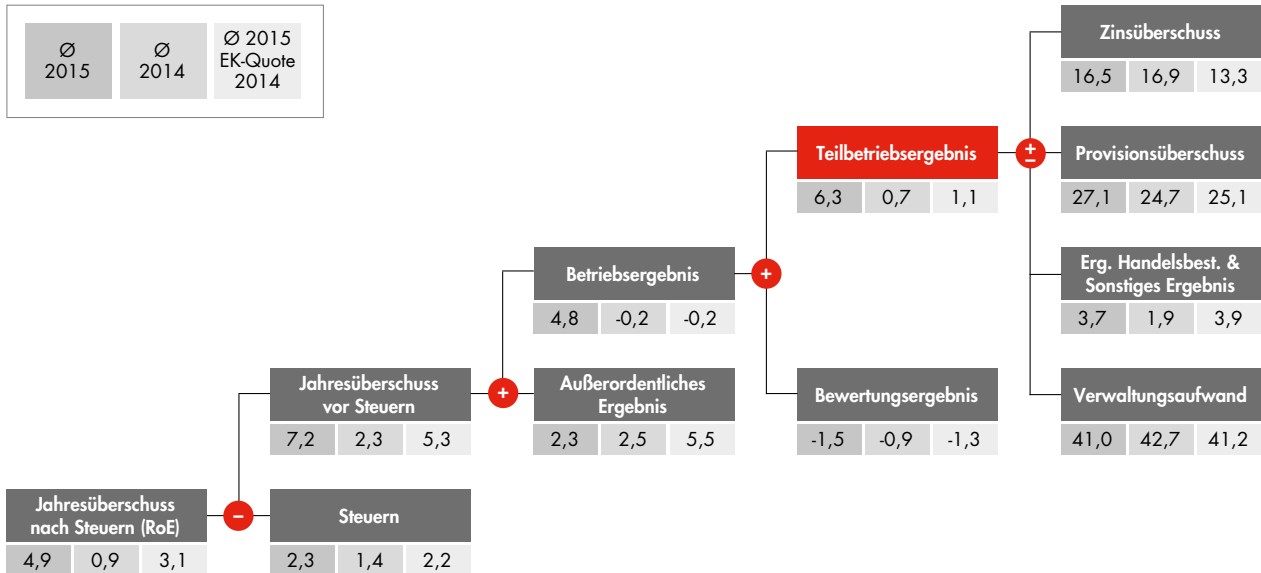 Ø
2015
Ø
2014
Ø 2015
EK-Quote
2014
Zinsüberschuss
16,5 16,9 13,3
Teilbetriebsergebnis
6,3 0,7 1,1
+
–
Provisionsüberschuss
27,1 24,7 25,1
Betriebsergebnis
4,8 -0,2 -0,2
+
Erg. Handelsbest. &
Sonstiges Ergebnis
3,7 1,9 3,9
Jahresüberschuss
vor Steuern
7,2 2,3 5,3
+
Außerordentliches
Ergebnis
2,3 2,5 5,5
Bewertungsergebnis
-1,5 -0,9 -1,3
Verwaltungsaufwand
41,0 42,7 41,2
Jahresüberschuss
nach Steuern (RoE)
4,9 0,9 3,1
–
Steuern
2,3 1,4 2,2